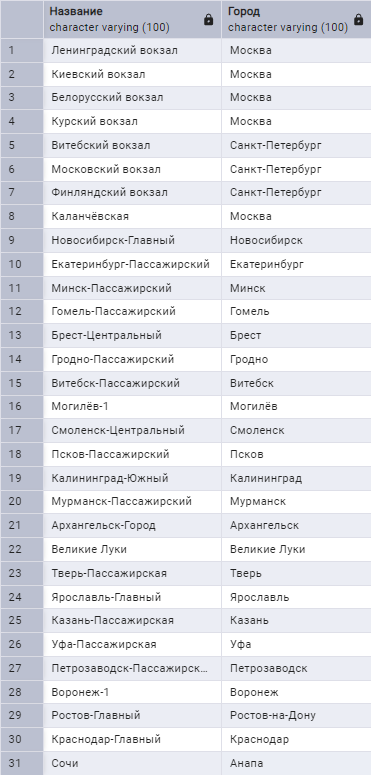 Название Город
character varying (100) character varying (100)
1 Ленинградский вокзал Москва
2 Киевский вокзал Москва
3 Белорусский вокзал Москва
4 Курский вокзал Москва
5 Витебский вокзал Санкт-Петербург
6 Московский вокзал Санкт-Петербург
7 Финляндский вокзал Санкт-Петербург
8 Каланчёвская Москва
9 Новосибирск-Главный Новосибирск
10 Екатеринбург-Пассажирский Екатеринбург
11 Минск-Пассажирский Минск
12 Гомель-Пассажирский Гомель
13 Брест-Центральный Брест
14 Гродно-Пассажирский Гродно
15 Витебск-Пассажирский Витебск
16 Могилёв-1 Могилёв
17 Смоленск-Центральный Смоленск
18 Псков-Пассажирский Псков
19 Калининград-Южный Калининград
20 Мурманск-Пассажирский Мурманск
21 Архангельск-Город Архангельск
22 Великие Луки Великие Луки
23 Тверь-Пассажирская Тверь
24 Ярославль-Главный Ярославль
25 Казань-Пассажирская Казань
26 Уфа-Пассажирская Уфа
27 Петрозаводск-Пассажирск... Петрозаводск
28 Воронеж-1 Воронеж
29 Ростов-Главный Ростов-на-Дону
30 Краснодар-Главный Краснодар
31 Сочи Анапа